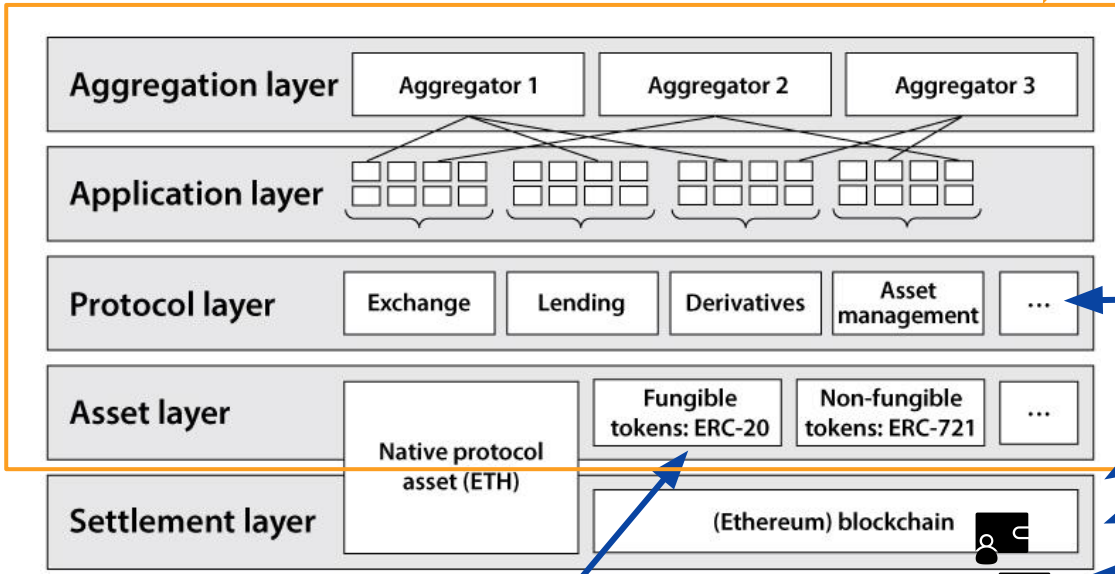 Aggregation layer
Aggregator 1
Aggregator 2
Aggregator 3
Application layer
Protocol layer
Exchange
Lending
Derivatives
Asset
management
...
Asset layer
Native protocol
asset (ETH)
Fungible
tokens: ERC-20
Non-fungible
tokens: ERC-721
...
Settlement layer
(Ethereum) blockchain